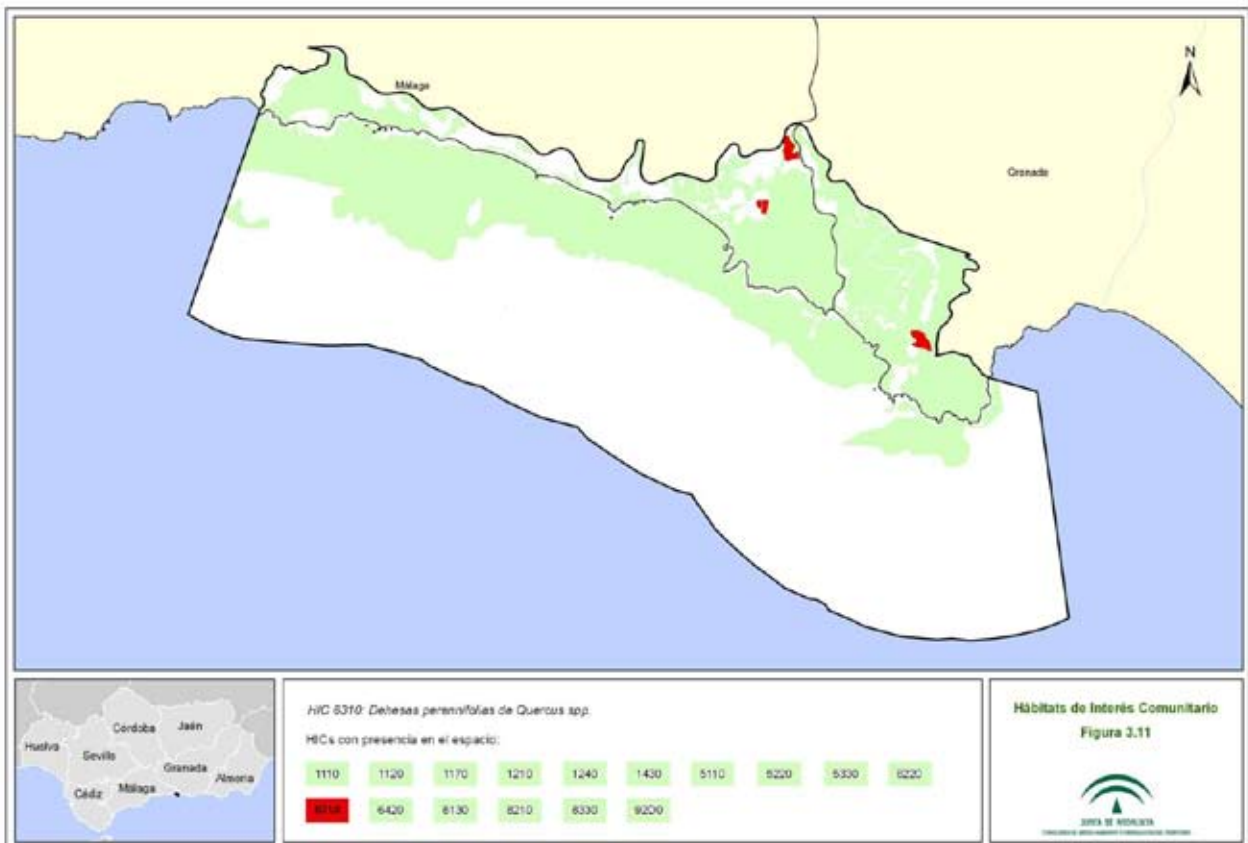 N
Málaga
Granada
Huelva
Sevilla
Córdoba
Jaén
Cádiz
Málaga
Granada
Almería
HIC 6310: Dehesas perennifolias de Quercus spp.
HICs con presencia en el espacio:
1110 1120 1170 1210 1240 1430 5110 5220 5330 6220
6310 6420 8130 8210 8330 92D0
Hábitats de Interés Comunitario
Figura 3.11
JUNTA DE ANDALUCIA